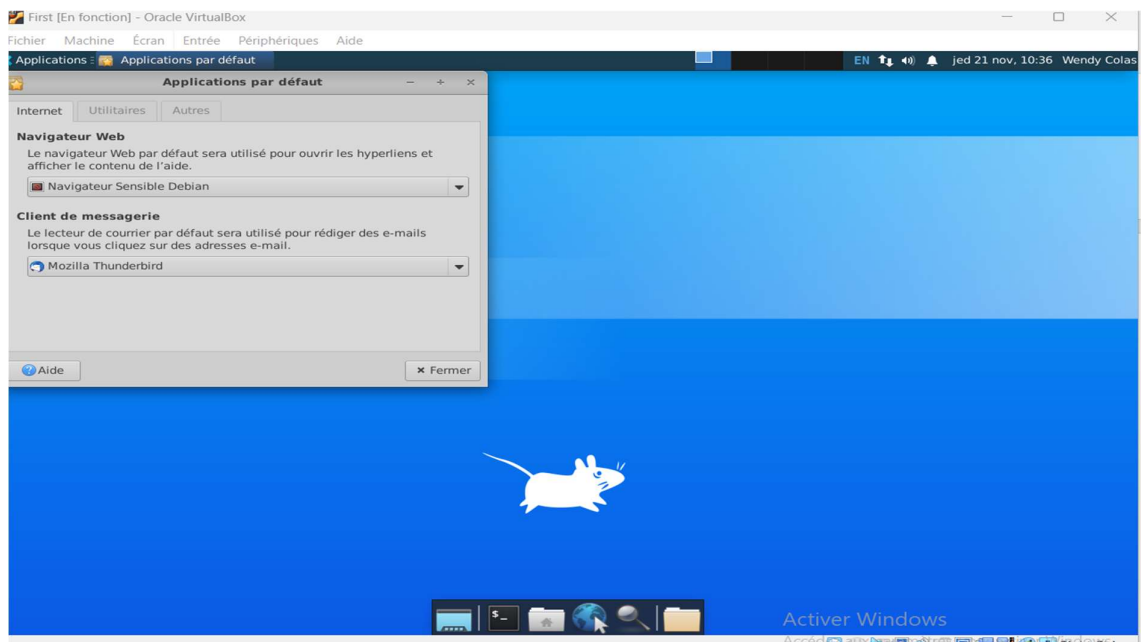 First [En fonction] - Oracle VirtualBox
Fichier Machine Écran Entrée Périphériques Aide
Applications Applications par défaut
EN jed 21 nov, 10:36 Wendy Colas
Applications par défaut
Internet Utilitaires Autres
Navigateur Web
Le navigateur Web par défaut sera utilisé pour ouvrir les hyperliens et
afficher le contenu de l'aide.
Navigateur Sensible Debian
Client de messagerie
Le lecteur de courrier par défaut sera utilisé pour rédiger des e-mails
lorsque vous cliquez sur des adresses e-mail.
Mozilla Thunderbird
Aide Fermer
$_
Activer Windows